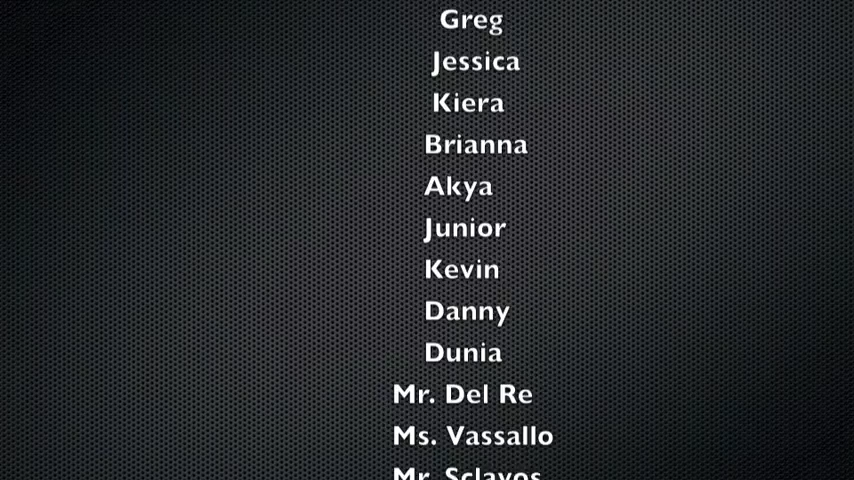 Greg
Jessica
Kiera
Brianna
Akya
Junior
Kevin
Danny
Dunia
Mr. Del Re
Ms. Vassallo
Mr. Sclavos